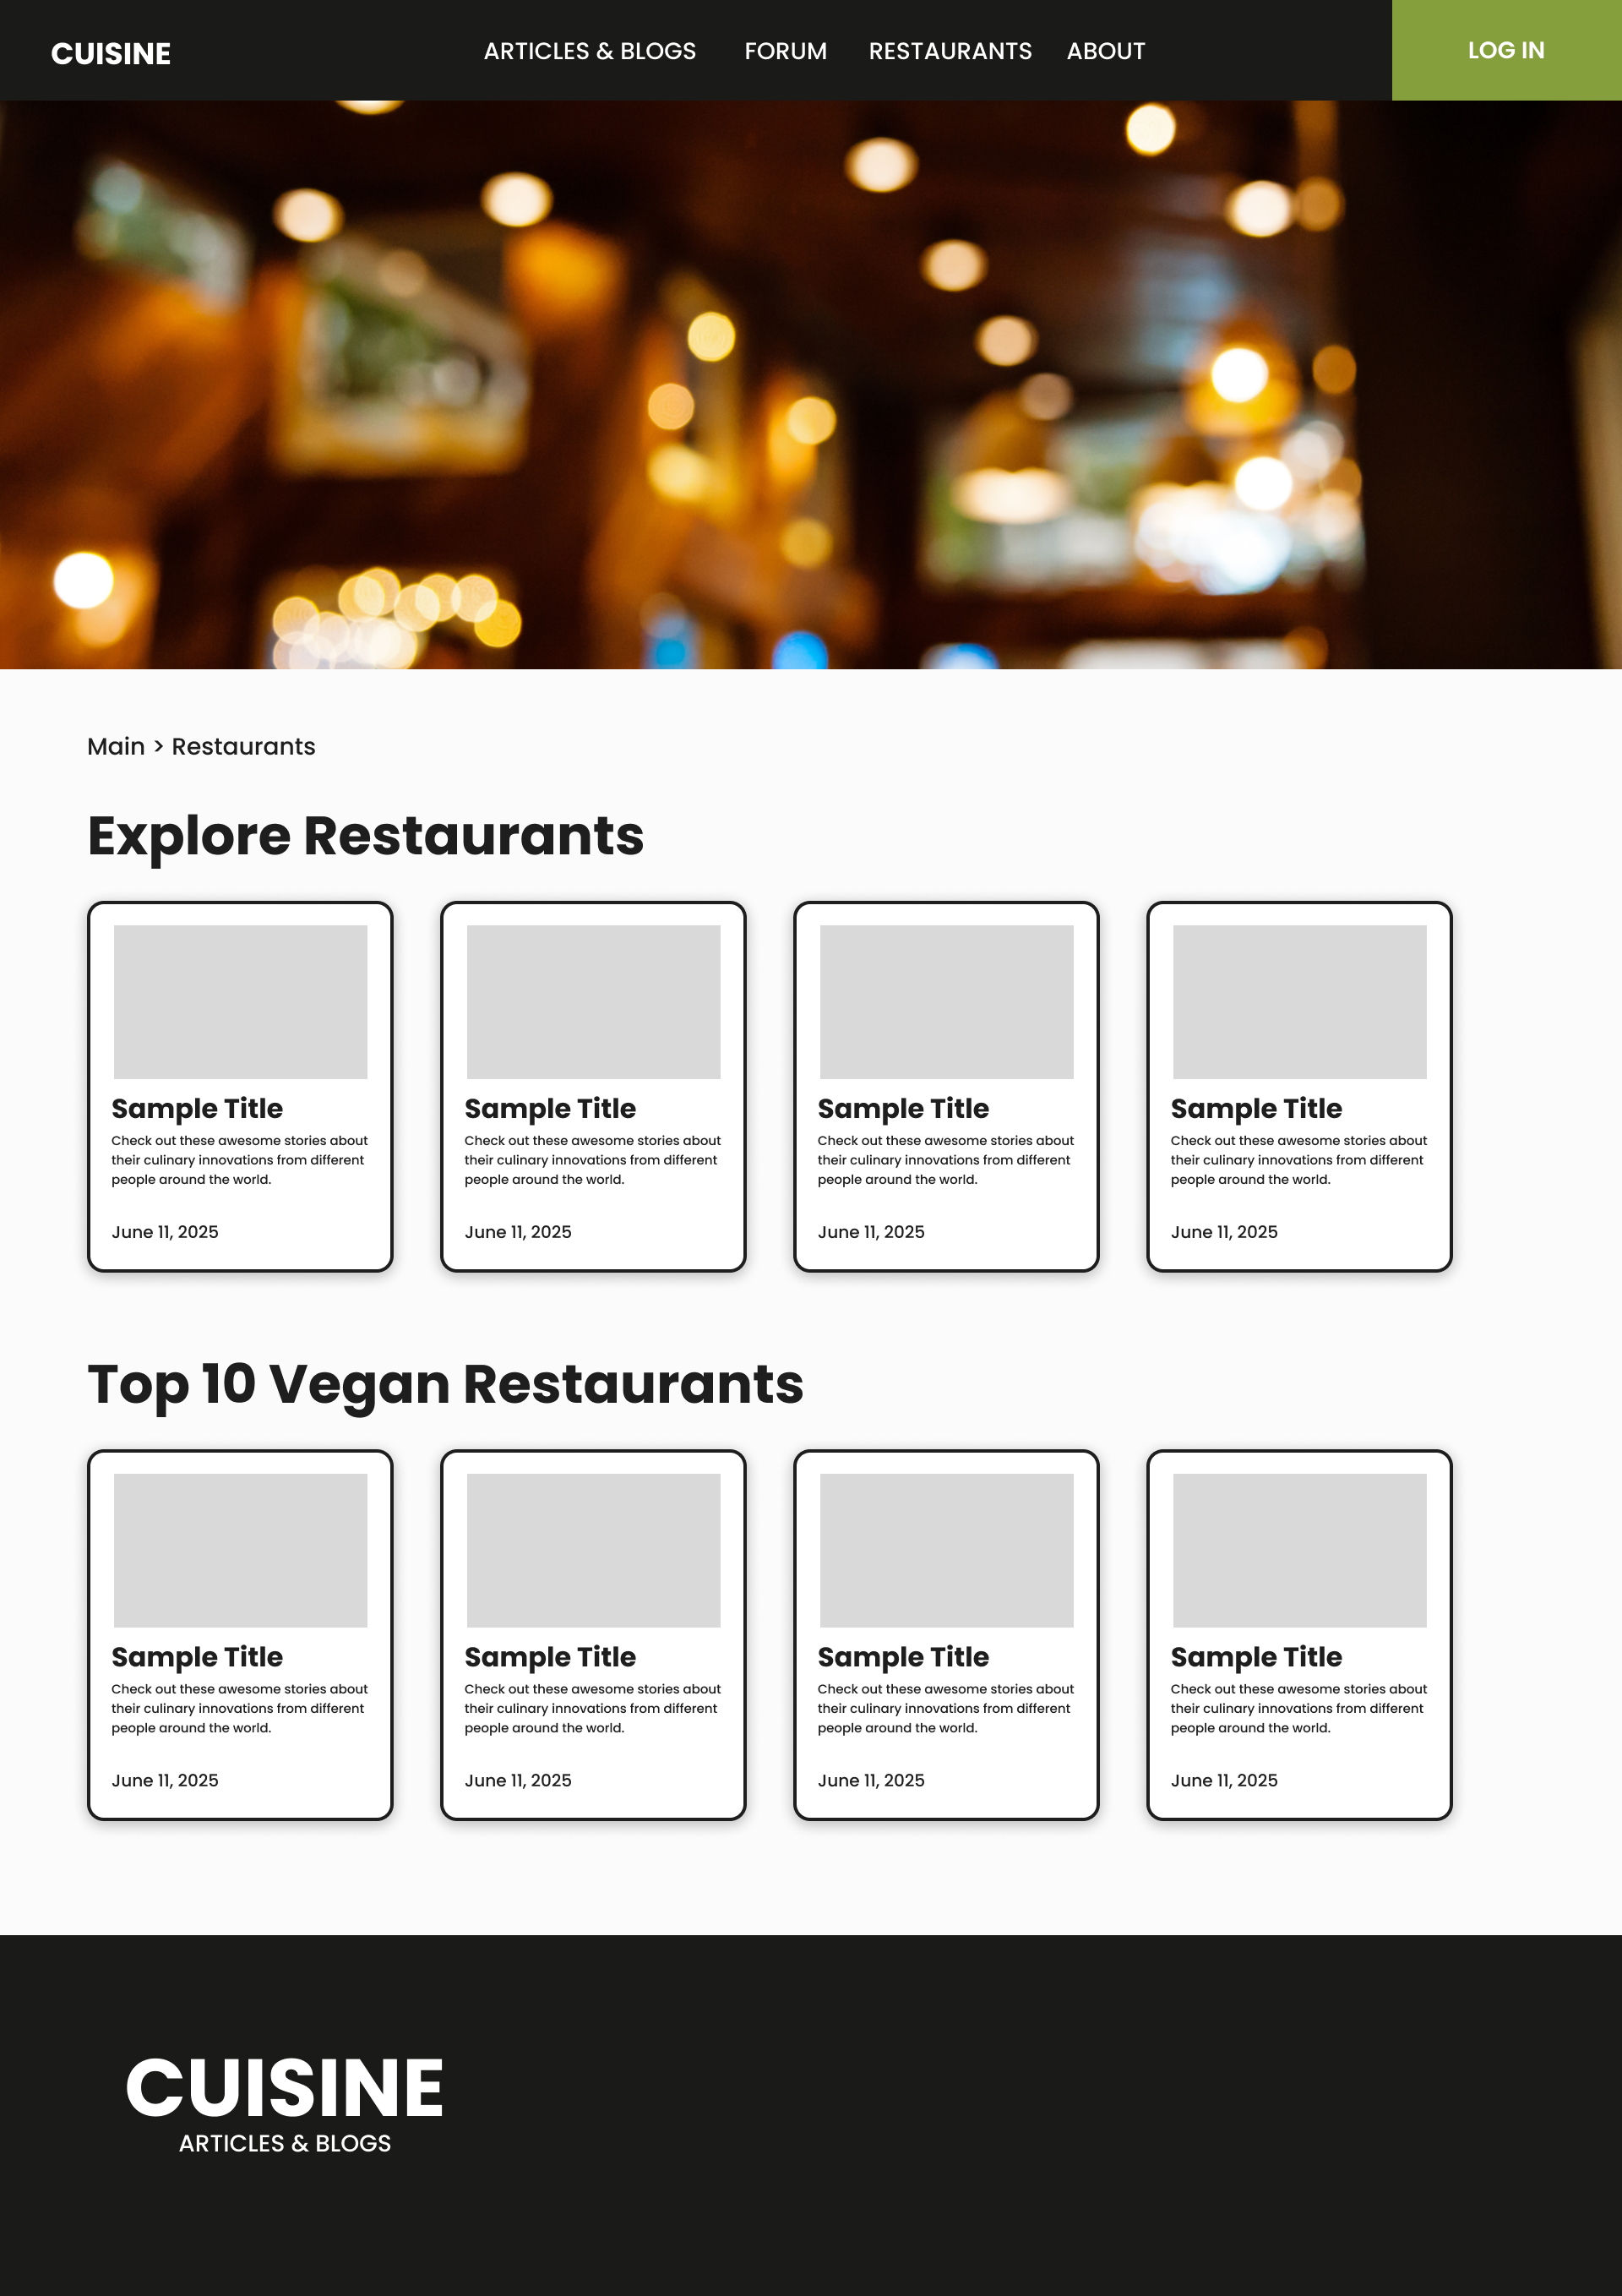 CUISINE
ARTICLES & BLOGS
FORUM
RESTAURANTS
ABOUT
LOG IN
Main > Restaurants
Explore Restaurants
Sample Title
Check out these awesome stories about
their culinary innovations from different
people around the world.
June 11, 2025
Sample Title
Check out these awesome stories about
their culinary innovations from different
people around the world.
June 11, 2025
Sample Title
Check out these awesome stories about
their culinary innovations from different
people around the world.
June 11, 2025
Sample Title
Check out these awesome stories about
their culinary innovations from different
people around the world.
June 11, 2025
Top 10 Vegan Restaurants
Sample Title
Check out these awesome stories about
their culinary innovations from different
people around the world.
June 11, 2025
Sample Title
Check out these awesome stories about
their culinary innovations from different
people around the world.
June 11, 2025
Sample Title
Check out these awesome stories about
their culinary innovations from different
people around the world.
June 11, 2025
Sample Title
Check out these awesome stories about
their culinary innovations from different
people around the world.
June 11, 2025
CUISINE
ARTICLES & BLOGS